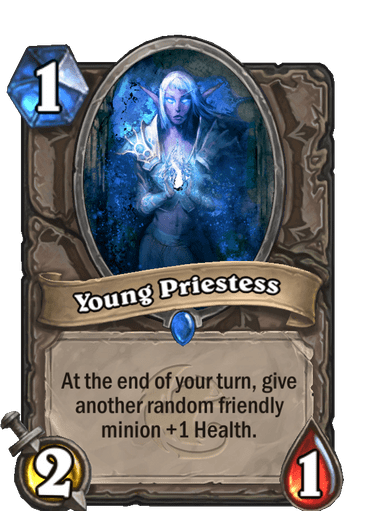 1
Young Priestess
At the end of your turn, give
another random friendly
minion +1 Health.
2
1